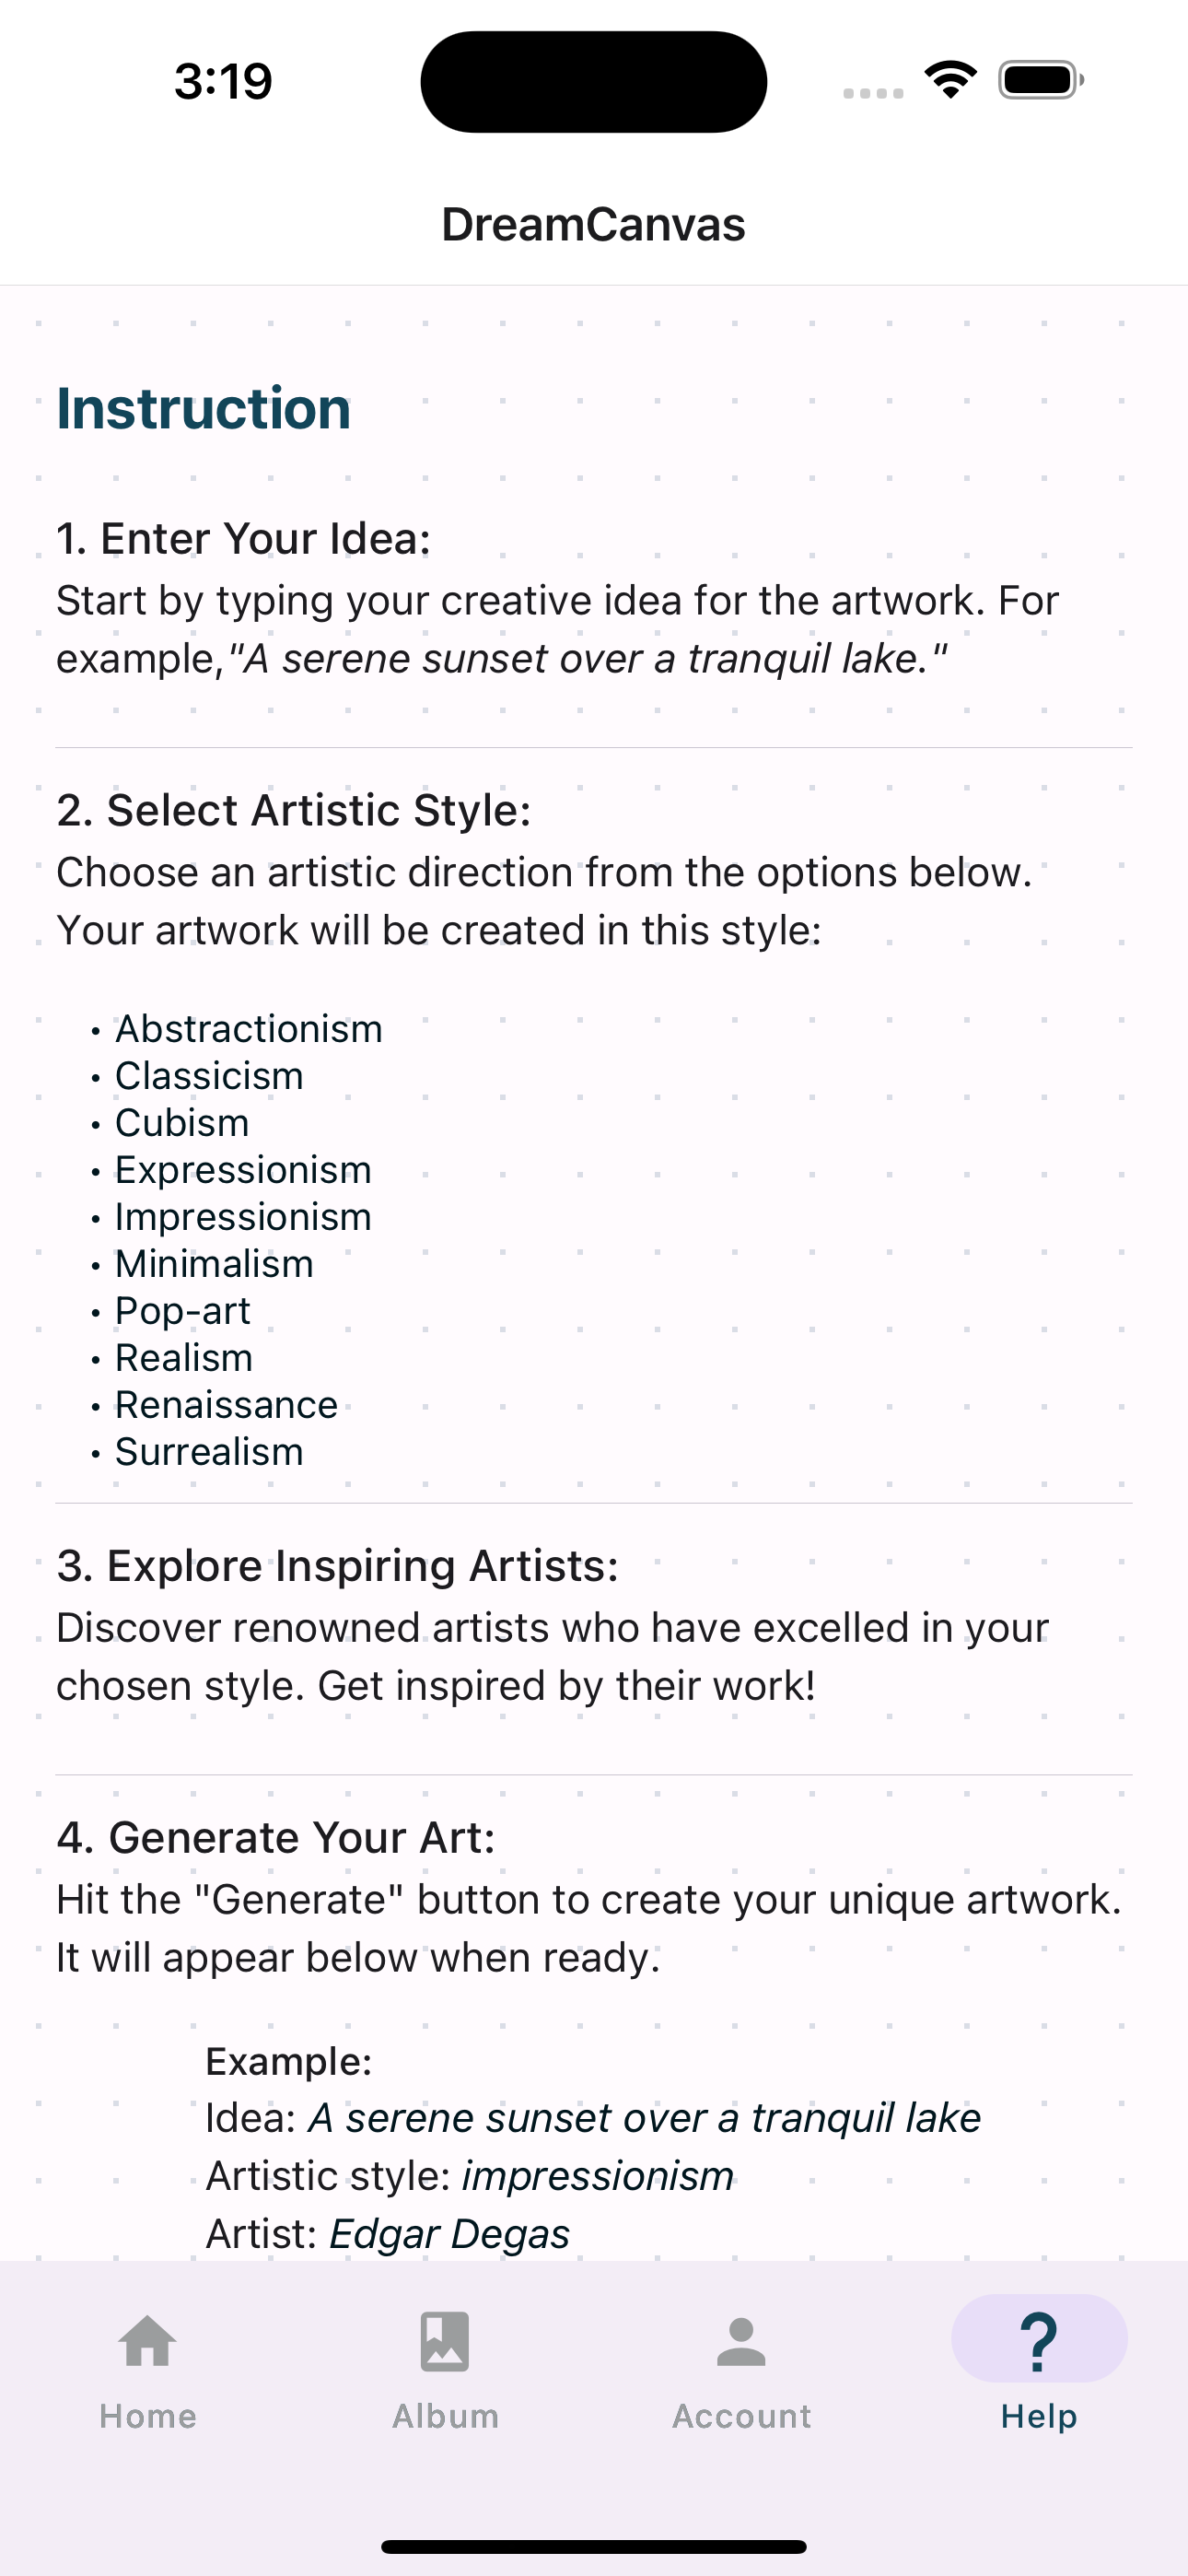 3:19
DreamCanvas
Instruction
1. Enter Your Idea:
Start by typing your creative idea for the artwork. For
example,"A serene sunset over a tranquil lake."
2. Select Artistic Style:
Choose an artistic direction from the options below.
Your artwork will be created in this style:
• Abstractionism
• Classicism
• Cubism
• Expressionism
• Impressionism
• Minimalism
• Pop-art
• Realism
• Renaissance
• Surrealism
3. Explore Inspiring Artists:
Discover renowned artists who have excelled in your
chosen style. Get inspired by their work!
4. Generate Your Art:
Hit the "Generate" button to create your unique artwork.
It will appear below when ready.
Example:
Idea: A serene sunset over a tranquil lake
Artistic style: impressionism
Artist: Edgar Degas
Home Album Account Help